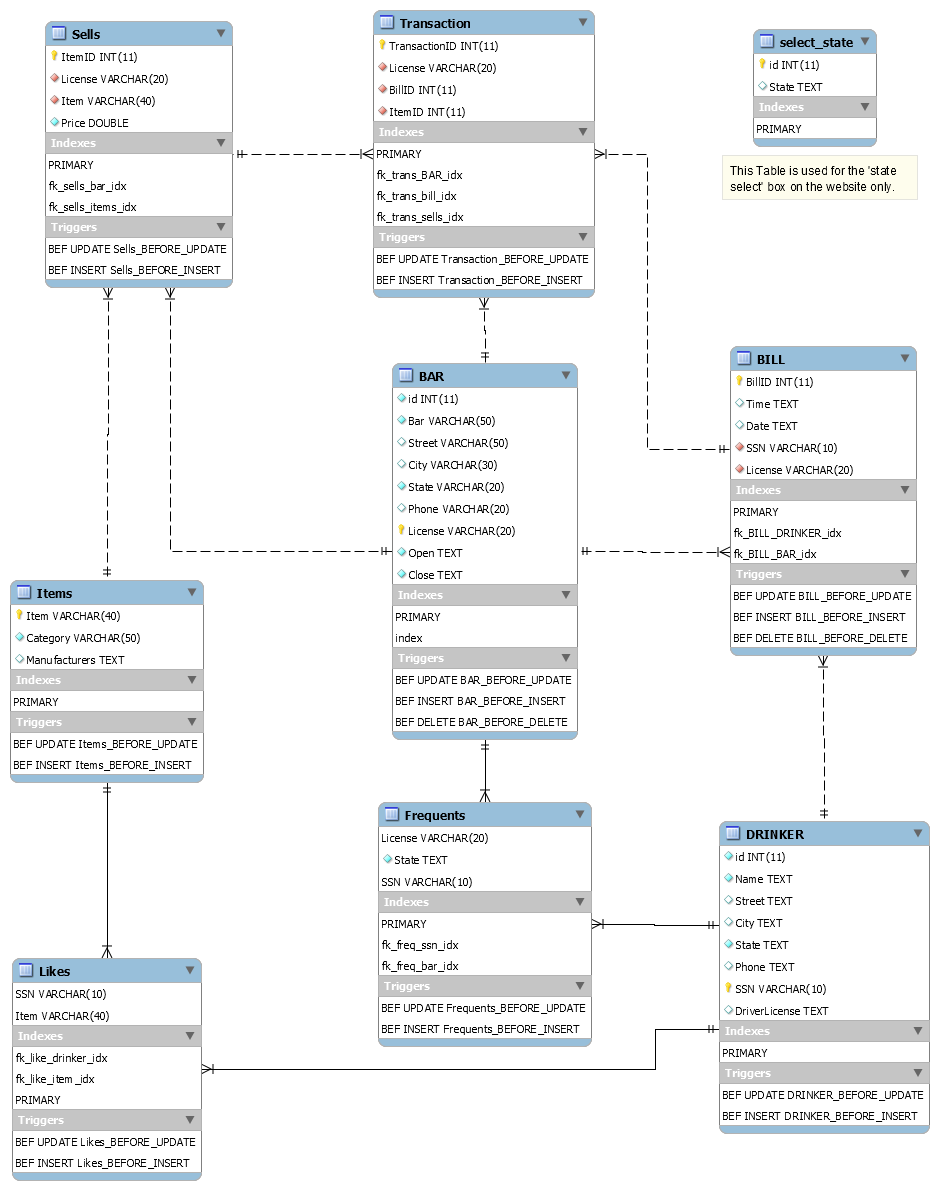 Sells
ItemID INT(11)
License VARCHAR(20)
Item VARCHAR(40)
Price DOUBLE
Indexes
PRIMARY
fk_sells_bar_idx
fk_sells_items_idx
Triggers
BEF UPDATE Sells_BEFORE_UPDATE
BEF INSERT Sells_BEFORE_INSERT
Transaction
TransactionID INT(11)
License VARCHAR(20)
BillID INT(11)
ItemID INT(11)
Indexes
PRIMARY
fk_trans_BAR_idx
fk_trans_bill_idx
fk_trans_sells_idx
Triggers
BEF UPDATE Transaction_BEFORE_UPDATE
BEF INSERT Transaction_BEFORE_INSERT
select_state
id INT(11)
State TEXT
Indexes
PRIMARY
This Table is used for the 'state
select' box on the website only.
BAR
id INT(11)
Bar VARCHAR(50)
Street VARCHAR(50)
City VARCHAR(30)
State VARCHAR(20)
Phone VARCHAR(20)
License VARCHAR(20)
Open TEXT
Close TEXT
Indexes
PRIMARY
index
Triggers
BEF UPDATE BAR_BEFORE_UPDATE
BEF INSERT BAR_BEFORE_INSERT
BEF DELETE BAR_BEFORE_DELETE
BILL
BillID INT(11)
Time TEXT
Date TEXT
SSN VARCHAR(10)
License VARCHAR(20)
Indexes
PRIMARY
fk_BILL_DRINKER_idx
fk_BILL_BAR_idx
Triggers
BEF UPDATE BILL_BEFORE_UPDATE
BEF INSERT BILL_BEFORE_INSERT
BEF DELETE BILL_BEFORE_DELETE
Items
Item VARCHAR(40)
Category VARCHAR(50)
Manufacturers TEXT
Indexes
PRIMARY
Triggers
BEF UPDATE Items_BEFORE_UPDATE
BEF INSERT Items_BEFORE_INSERT
Frequents
License VARCHAR(20)
State TEXT
SSN VARCHAR(10)
Indexes
PRIMARY
fk_freq_ssn_idx
fk_freq_bar_idx
Triggers
BEF UPDATE Frequents_BEFORE_UPDATE
BEF INSERT Frequents_BEFORE_INSERT
DRINKER
id INT(11)
Name TEXT
Street TEXT
City TEXT
State TEXT
Phone TEXT
SSN VARCHAR(10)
DriverLicense TEXT
Indexes
PRIMARY
Triggers
BEF UPDATE DRINKER_BEFORE_UPDATE
BEF INSERT DRINKER_BEFORE_INSERT
Likes
SSN VARCHAR(10)
Item VARCHAR(40)
Indexes
fk_like_drinker_idx
fk_like_item_idx
PRIMARY
Triggers
BEF UPDATE Likes_BEFORE_UPDATE
BEF INSERT Likes_BEFORE_INSERT